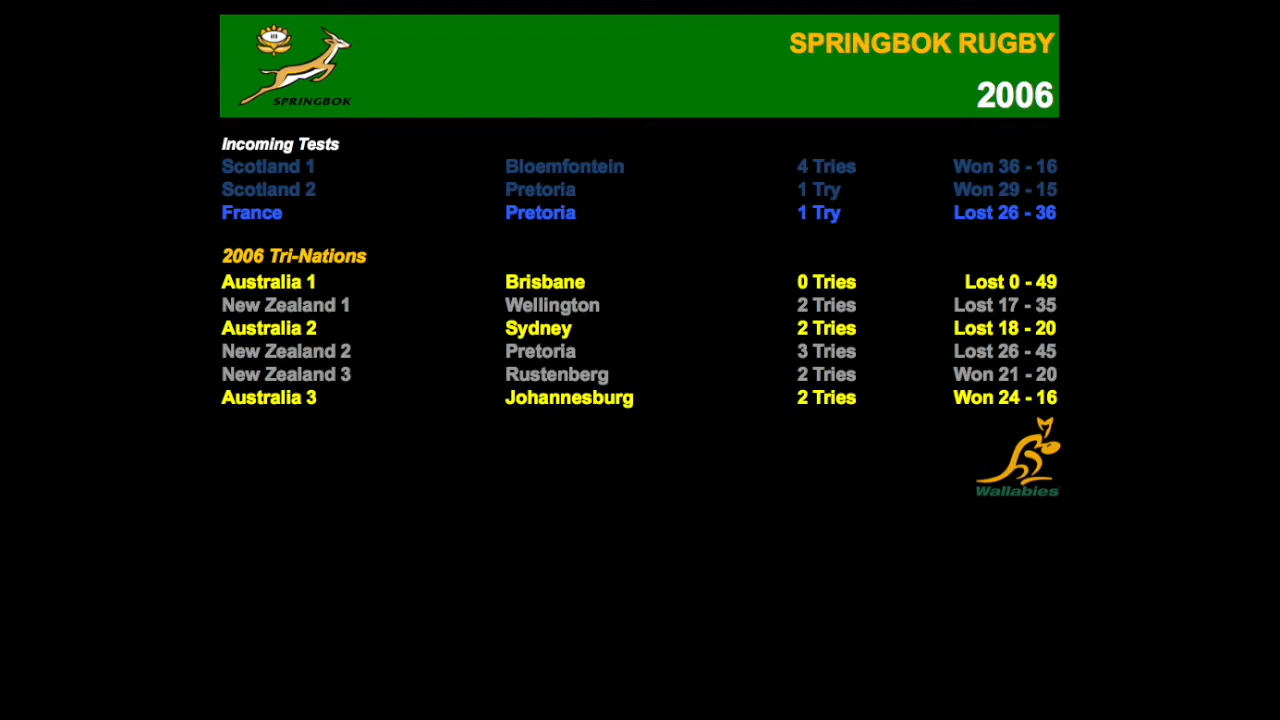 SPRINGBOK
SPRINGBOK RUGBY
2006
Incoming Tests
Scotland 1 Bloemfontein 4 Tries Won 36 - 16
Scotland 2 Pretoria 1 Try Won 29 - 15
France Pretoria 1 Try Lost 26 - 36
2006 Tri-Nations
Australia 1 Brisbane 0 Tries Lost 0 - 49
New Zealand 1 Wellington 2 Tries Lost 17 - 35
Australia 2 Sydney 2 Tries Lost 18 - 20
New Zealand 2 Pretoria 3 Tries Lost 26 - 45
New Zealand 3 Rustenberg 2 Tries Won 21 - 20
Australia 3 Johannesburg 2 Tries Won 24 - 16
Wallabies